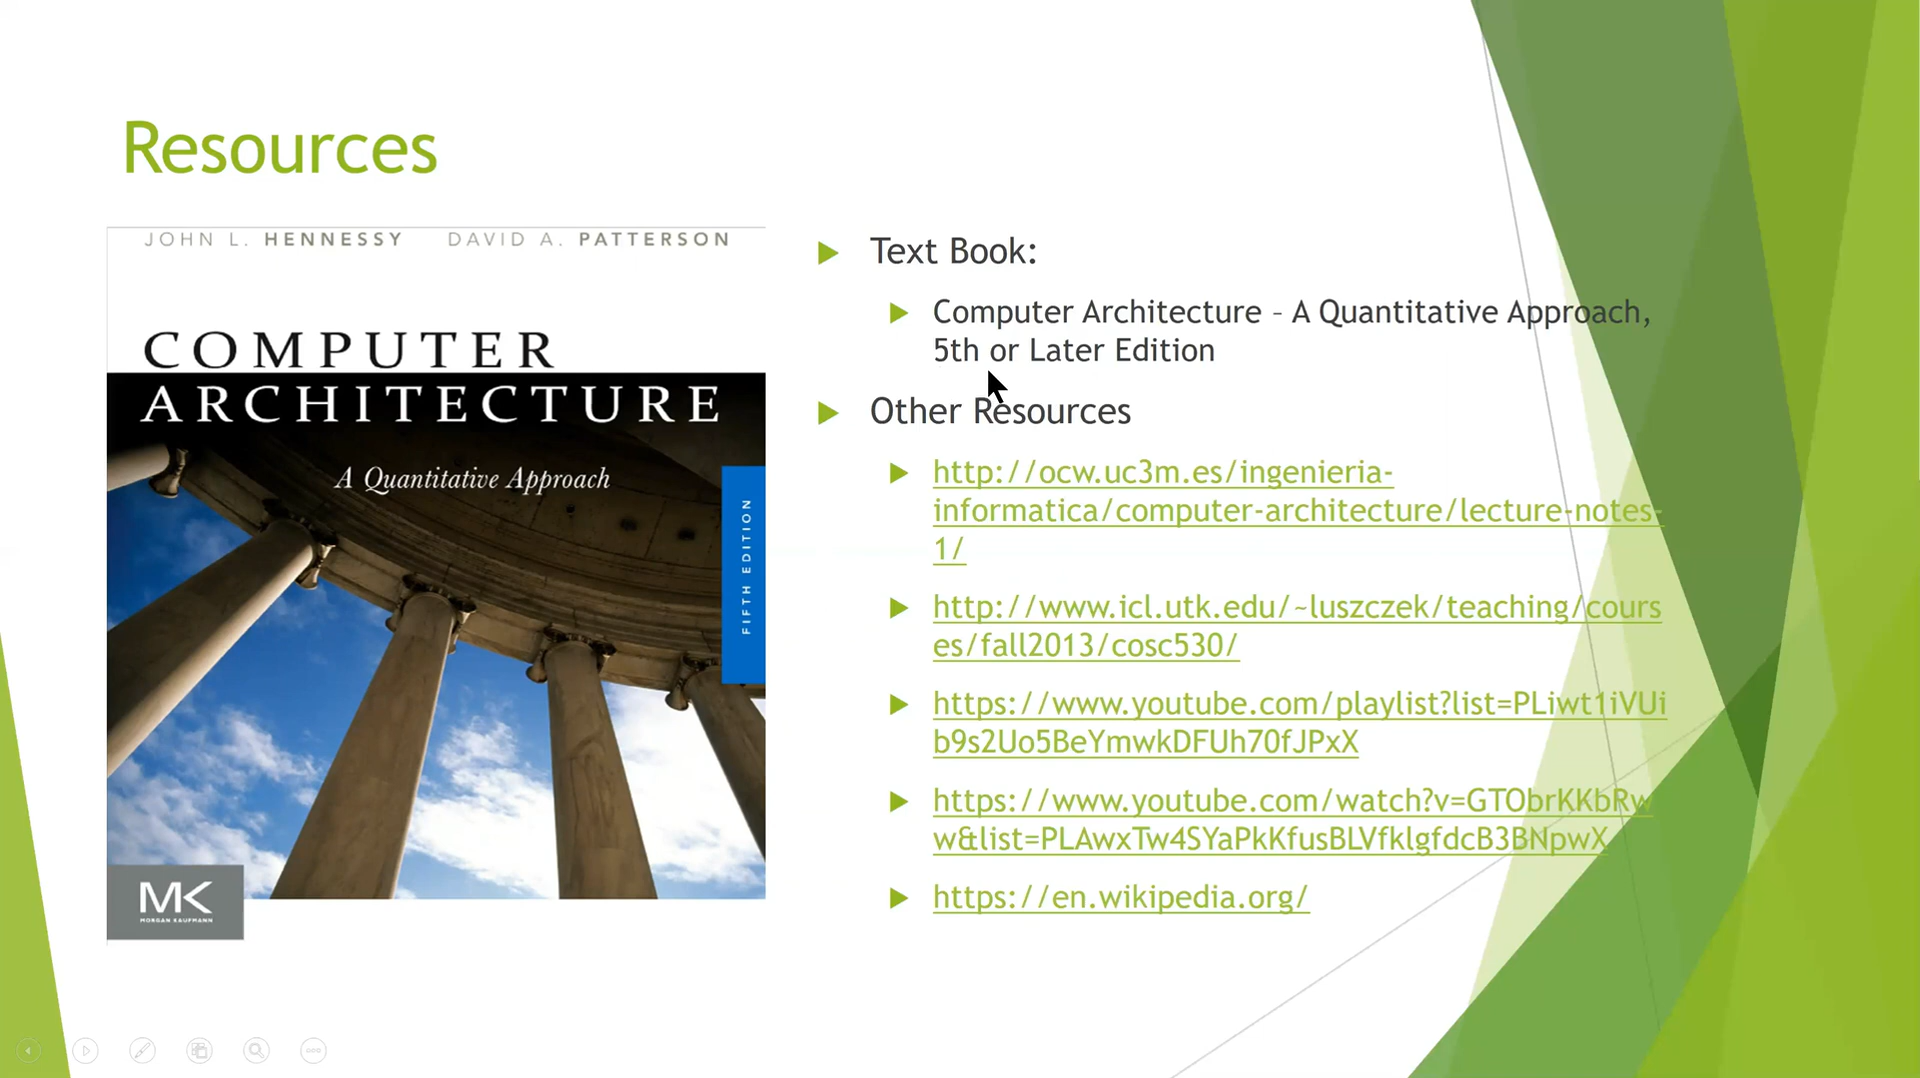 Resources
JOHN L. HENNESSY DAVID A. PATTERSON
COMPUTER
ARCHITECTURE
A Quantitative Approach
FIFTH EDITION
MK
MORGAN KAUFMANN
Text Book:
Computer Architecture – A Quantitative Approach,
5th or Later Edition
Other Resources
http://ocw.uc3m.es/ingenieria-
informatica/computer-architecture/lecture-notes-
1/
http://www.icl.utk.edu/~luszczek/teaching/cours
es/fall2013/cosc530/
https://www.youtube.com/playlist?list=PLiwt1iVUi
b9s2Uo5BeYmwkDFUh70fJPxX
https://www.youtube.com/watch?v=GTObrKKbRw
w&list=PLAwxTw4SYaPkKfusBLVfklgfdcB3BNpwX
https://en.wikipedia.org/